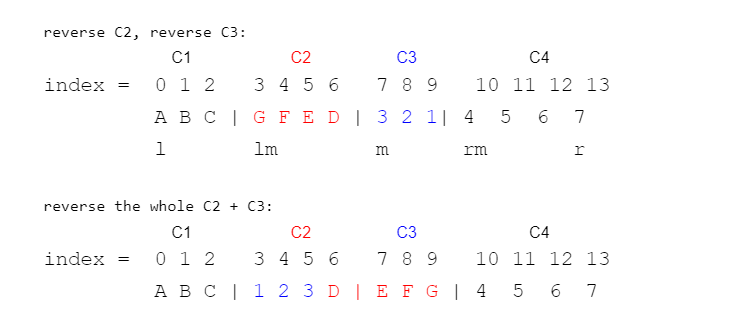 reverse C2, reverse C3:
C1 C2 C3 C4
index = 0 1 2 3 4 5 6 7 8 9 10 11 12 13
A B C | G F E D | 3 2 1| 4 5 6 7
l lm m rm r
reverse the whole C2 + C3:
C1 C2 C3 C4
index = 0 1 2 3 4 5 6 7 8 9 10 11 12 13
A B C | 1 2 3 D | E F G | 4 5 6 7